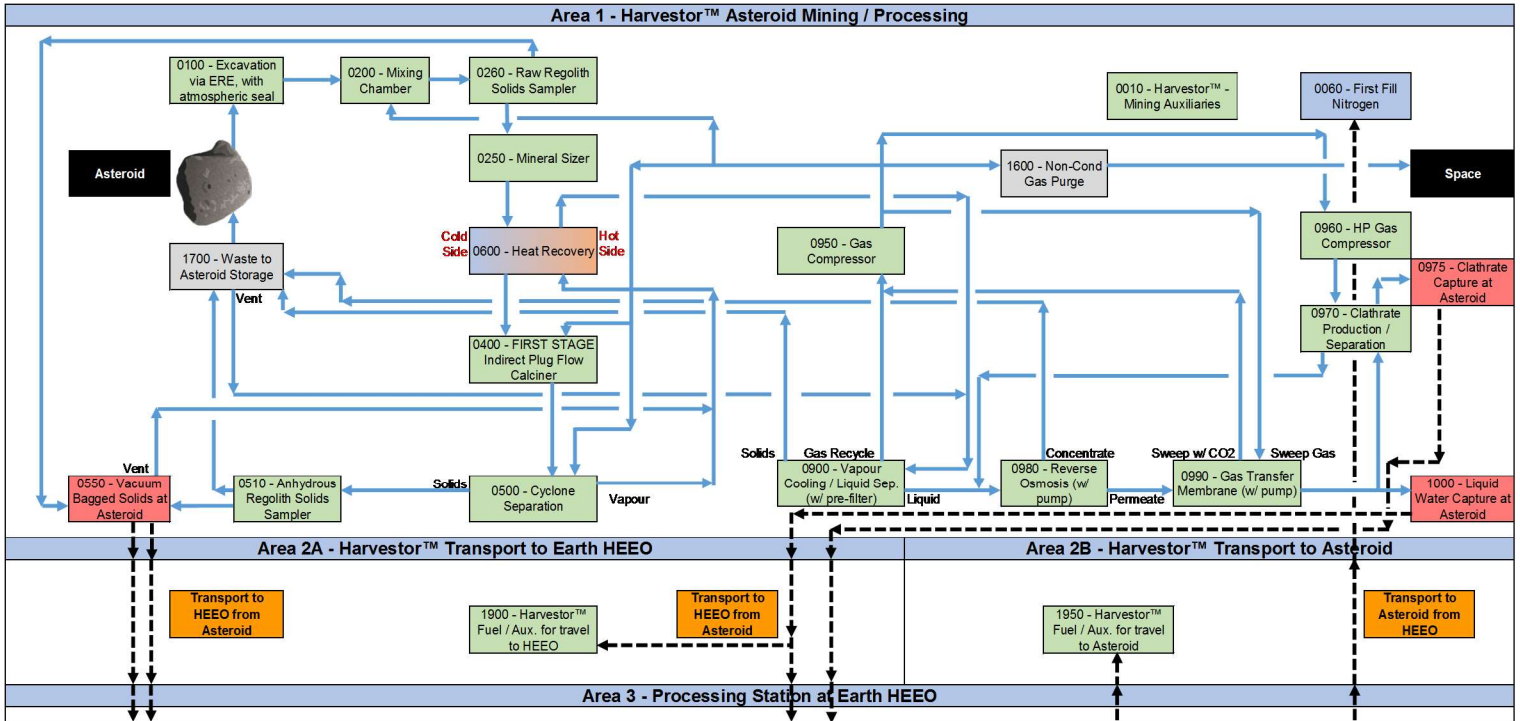 Area 1 - Harvestor™ Asteroid Mining / Processing
0100 - Excavation
via ERE, with
atmospheric seal
0200 - Mixing
Chamber
0260 - Raw Regolith
Solids Sampler
0010 - Harvestor™ -
Mining Auxiliaries
0060 - First Fill
Nitrogen
Asteroid
0250 - Mineral Sizer
1600 - Non-Cond
Gas Purge
Space
1700 - Waste to
Asteroid Storage
Vent
Cold
Side
0600 - Heat Recovery
Hot
Side
0950 - Gas
Compressor
0960 - HP Gas
Compressor
0975 - Clathrate
Capture at
Asteroid
0970 - Clathrate
Production /
Separation
0400 - FIRST STAGE
Indirect Plug Flow
Calciner
Vent
0550 - Vacuum
Bagged Solids at
Asteroid
0510 - Anhydrous
Regolith Solids
Sampler
Solids
0500 - Cyclone
Separation
Vapour
Solids
Gas Recycle
0900 - Vapour
Cooling / Liquid Sep.
(w/ pre-filter)
Liquid
Concentrate
0980 - Reverse
Osmosis (w/
pump)
Permeate
Sweep w/ CO2
Sweep Gas
0990 - Gas Transfer
Membrane (w/ pump)
1000 - Liquid
Water Capture at
Asteroid
Area 2A - Harvestor™ Transport to Earth HEEO
Area 2B - Harvestor™ Transport to Asteroid
Transport to
HEEO from
Asteroid
1900 - Harvestor™
Fuel / Aux. for travel
to HEEO
Transport to
HEEO from
Asteroid
1950 - Harvestor™
Fuel / Aux. for travel
to Asteroid
Transport to
Asteroid from
HEEO
Area 3 - Processing Station at Earth HEEO